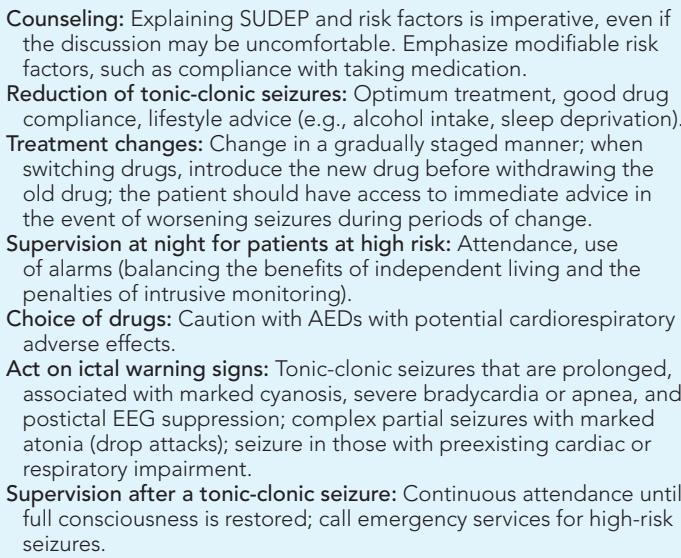 Counseling: Explaining SUDEP and risk factors is imperative, even if
the discussion may be uncomfortable. Emphasize modifiable risk
factors, such as compliance with taking medication.
Reduction of tonic-clonic seizures: Optimum treatment, good drug
compliance, lifestyle advice (e.g., alcohol intake, sleep deprivation).
Treatment changes: Change in a gradually staged manner; when
switching drugs, introduce the new drug before withdrawing the
old drug; the patient should have access to immediate advice in
the event of worsening seizures during periods of change.
Supervision at night for patients at high risk: Attendance, use
of alarms (balancing the benefits of independent living and the
penalties of intrusive monitoring).
Choice of drugs: Caution with AEDs with potential cardiorespiratory
adverse effects.
Act on ictal warning signs: Tonic-clonic seizures that are prolonged,
associated with marked cyanosis, severe bradycardia or apnea, and
postictal EEG suppression; complex partial seizures with marked
atonia (drop attacks); seizure in those with preexisting cardiac or
respiratory impairment.
Supervision after a tonic-clonic seizure: Continuous attendance until
full consciousness is restored; call emergency services for high-risk
seizures.